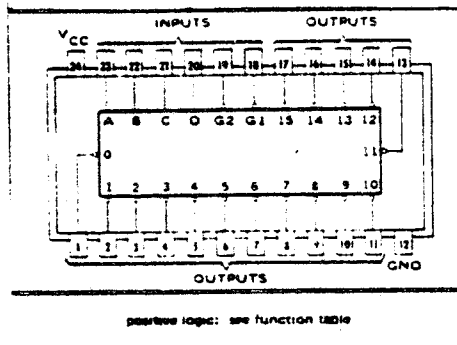 INPUTS OUTPUTS
VCC
24 23 22 21 20 19 18 17 16 15 14 13
A B C D G2 G1 15 14 13 12
0 11
1 2 3 4 5 6 7 8 9 10
1 2 3 4 5 6 7 8 9 10 11 12
OUTPUTS GND
positive logic: see function table